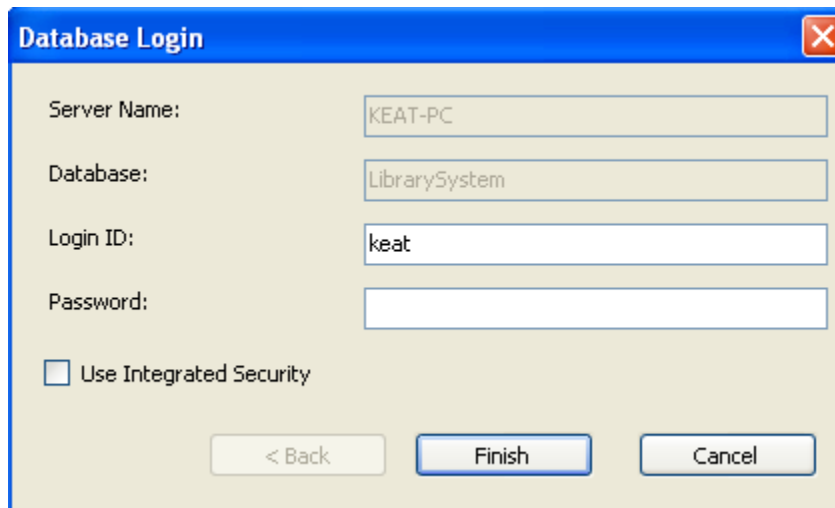 Database Login
Server Name: KEAT-PC
Database: LibrarySystem
Login ID: keat
Password:
Use Integrated Security
< Back Finish Cancel